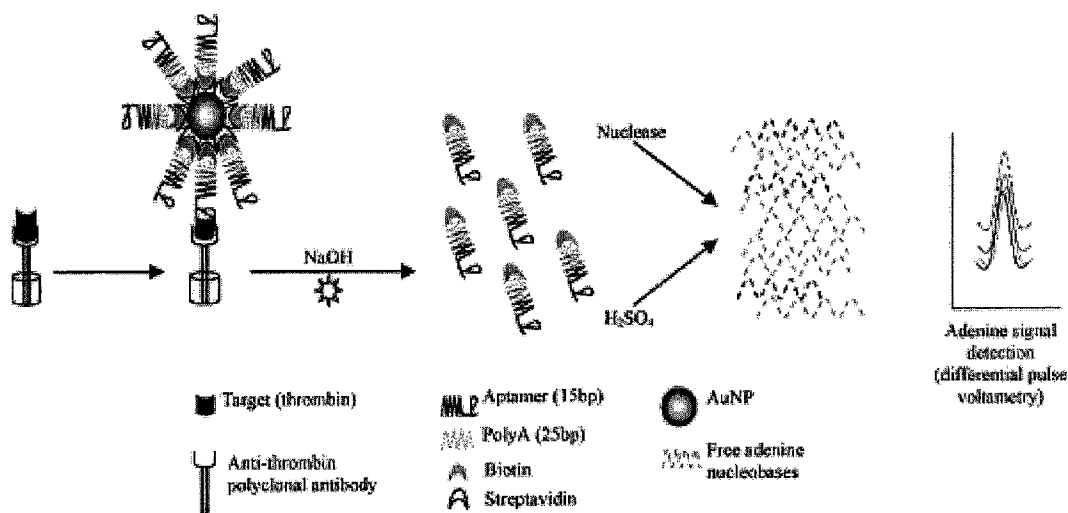 Nuclease
NaOH
H₂SO₄
Adenine signal
detection
(differential pulse
voltametry)
Target (thrombin)
Anti-thrombin
polyclonal antibody
Aptamer (15bp)
PolyA (25bp)
Biotin
Streptavidin
AuNP
Free adenine
nucleobases